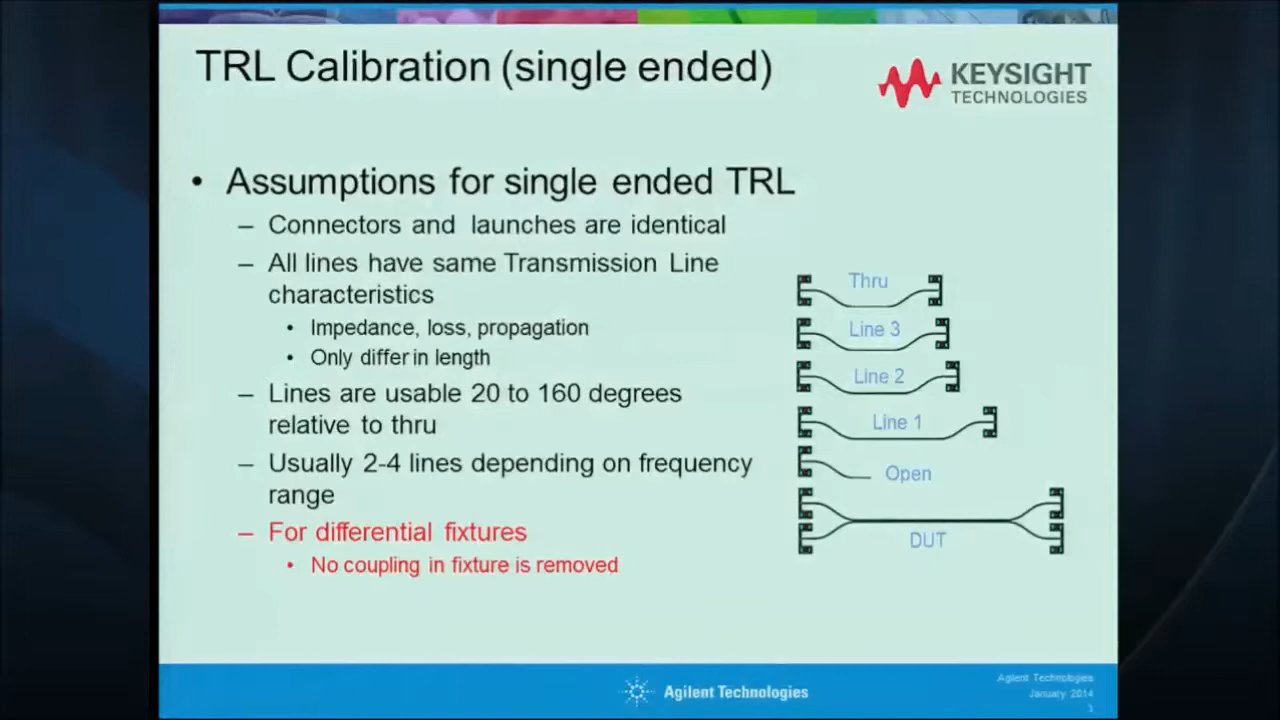 TRL Calibration (single ended)
KEYSIGHT
TECHNOLOGIES
• Assumptions for single ended TRL
– Connectors and launches are identical
– All lines have same Transmission Line
characteristics
• Impedance, loss, propagation
• Only differ in length
– Lines are usable 20 to 160 degrees
relative to thru
– Usually 2-4 lines depending on frequency
range
– For differential fixtures
• No coupling in fixture is removed
Thru
Line 3
Line 2
Line 1
Open
DUT
Agilent Technologies
Agilent Technologies
January 2014
3